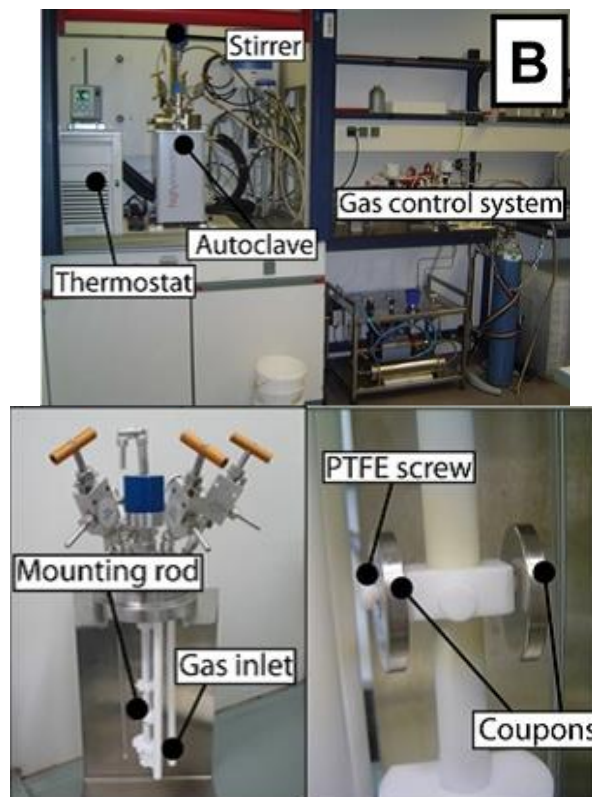 Stirrer
B
Gas control system
Autoclave
Thermostat
PTFE screw
Mounting rod
Gas inlet
Coupons